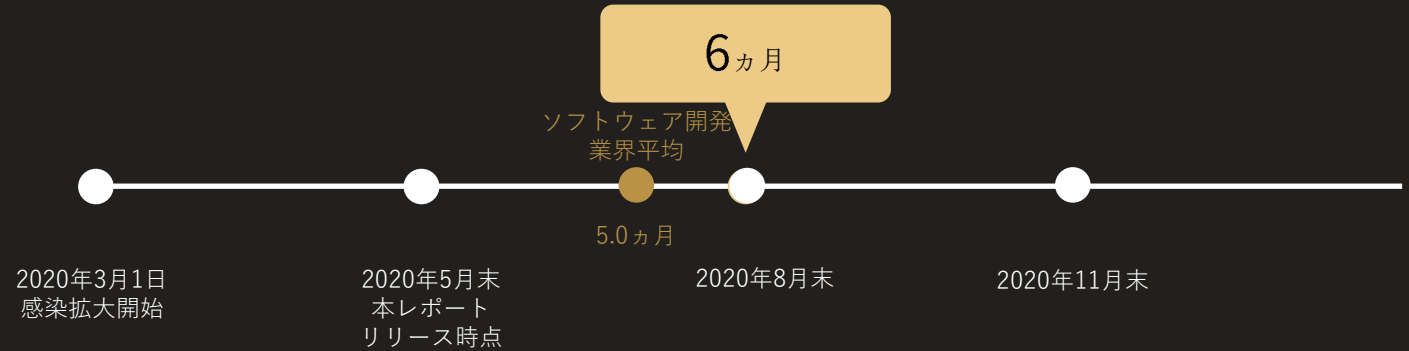 6ヵ月
ソフトウェア開発
業界平均
5.0ヵ月
2020年3月1日
感染拡大開始
2020年5月末
本レポート
リリース時点
2020年8月末
2020年11月末